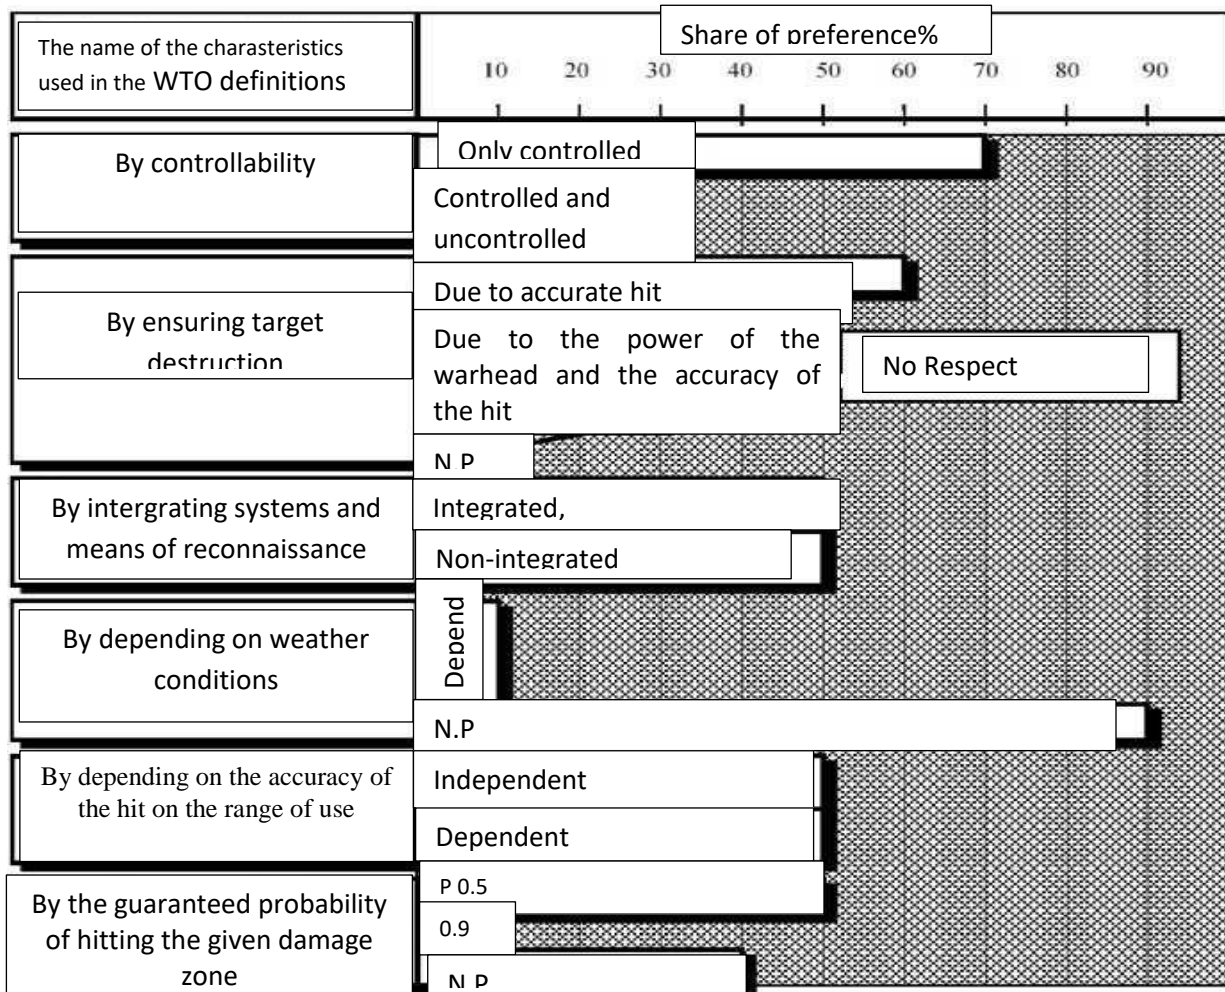 The name of the charasteristics
used in the WTO definitions
Share of preference%
10 20 30 40 50 60 70 80 90
By controllability
Only controlled
Controlled and
uncontrolled
By ensuring target
destruction
Due to accurate hit
Due to the power of the
warhead and the accuracy of
the hit
No Respect
N.P
By intergrating systems and
means of reconnaissance
Integrated,
Non-integrated
By depending on weather
conditions
Depend
N.P
By depending on the accuracy of
the hit on the range of use
Independent
Dependent
By the guaranteed probability
of hitting the given damage
zone
P 0.5
0.9
N.P